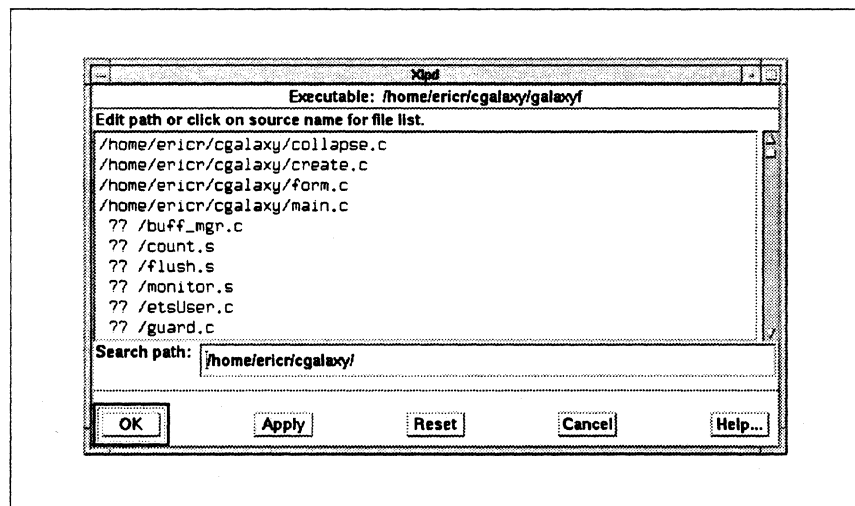 Xipd
Executable: /home/ericr/cgalaxy/galaxyf
Edit path or click on source name for file list.
/home/ericr/cgalaxy/collapse.c
/home/ericr/cgalaxy/create.c
/home/ericr/cgalaxy/form.c
/home/ericr/cgalaxy/main.c
?? /buff_mgr.c
?? /count.s
?? /flush.s
?? /monitor.s
?? /etsUser.c
?? /guard.c
Search path: /home/ericr/cgalaxy/
OK Apply Reset Cancel Help...